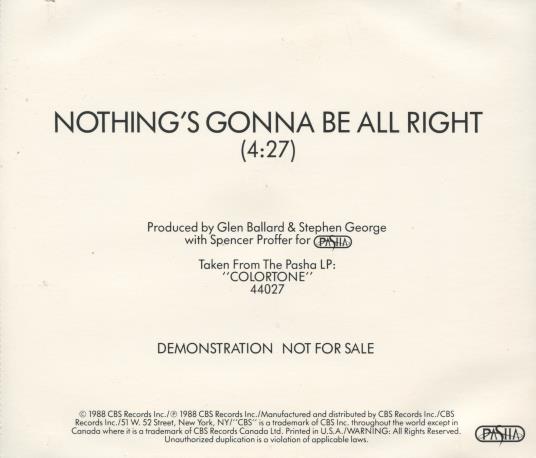 NOTHING'S GONNA BE ALL RIGHT
(4:27)
Produced by Glen Ballard & Stephen George
with Spencer Proffer for PASHA
Taken From The Pasha LP:
"COLORTONE"
44027
DEMONSTRATION NOT FOR SALE
© 1988 CBS Records Inc./℗ 1988 CBS Records Inc./Manufactured and distributed by CBS Records Inc./CBS
Records Inc./51 W. 52 Street, New York, NY/"CBS" is a trademark of CBS Inc. throughout the world except in
Canada where it is a trademark of CBS Records Canada Ltd. Printed in U.S.A./WARNING: All Rights Reserved.
Unauthorized duplication is a violation of applicable laws.
PASHA